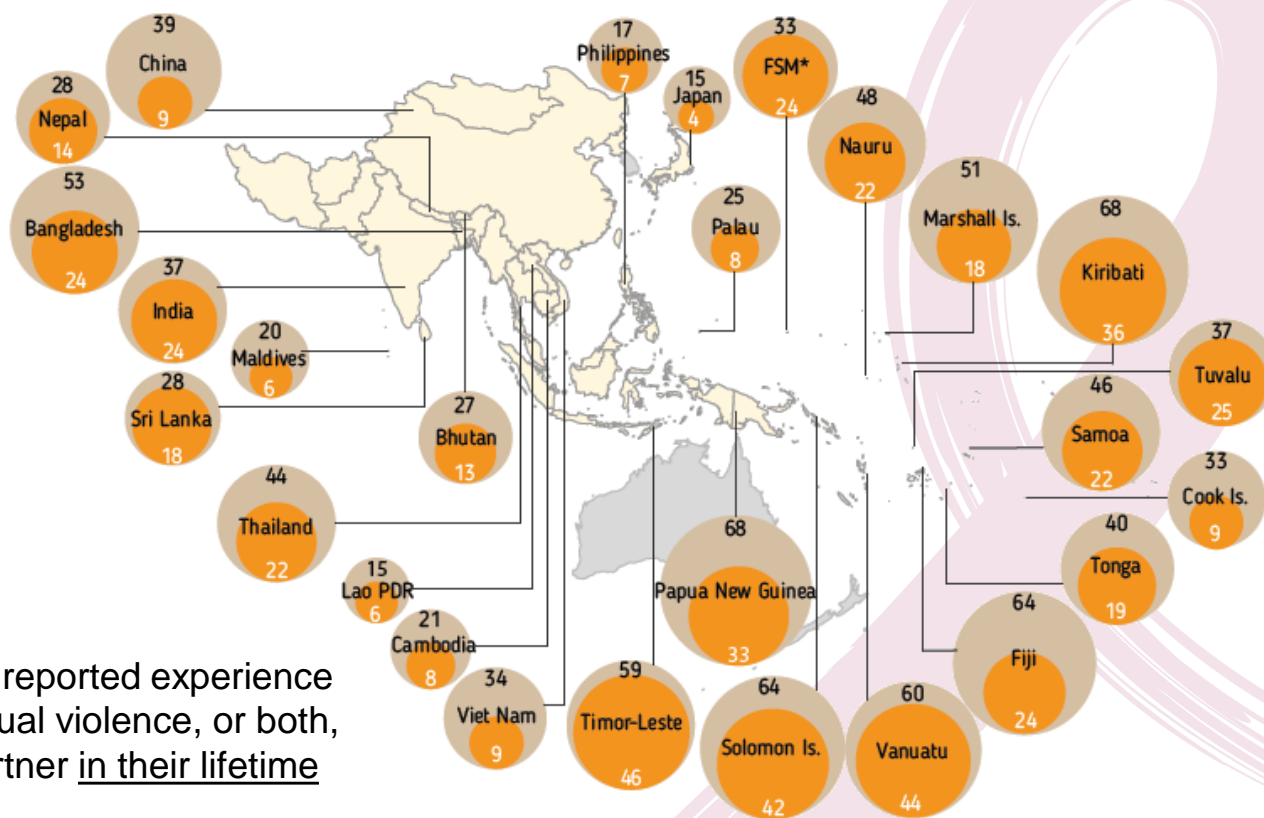 39
China
9
17
Philippines
7
15
Japan
4
33
FSM*
24
28
Nepal
14
48
Nauru
22
51
Marshall Is.
18
53
Bangladesh
24
25
Palau
8
68
Kiribati
36
37
India
24
20
Maldives
6
37
Tuvalu
25
28
Sri Lanka
18
27
Bhutan
13
46
Samoa
22
33
Cook Is.
9
44
Thailand
22
68
Papua New Guinea
33
40
Tonga
19
15
Lao PDR
6
21
Cambodia
8
64
Fiji
24
34
Viet Nam
9
59
Timor-Leste
46
64
Solomon Is.
42
60
Vanuatu
44
reported experience
ual violence, or both,
rtner in their lifetime